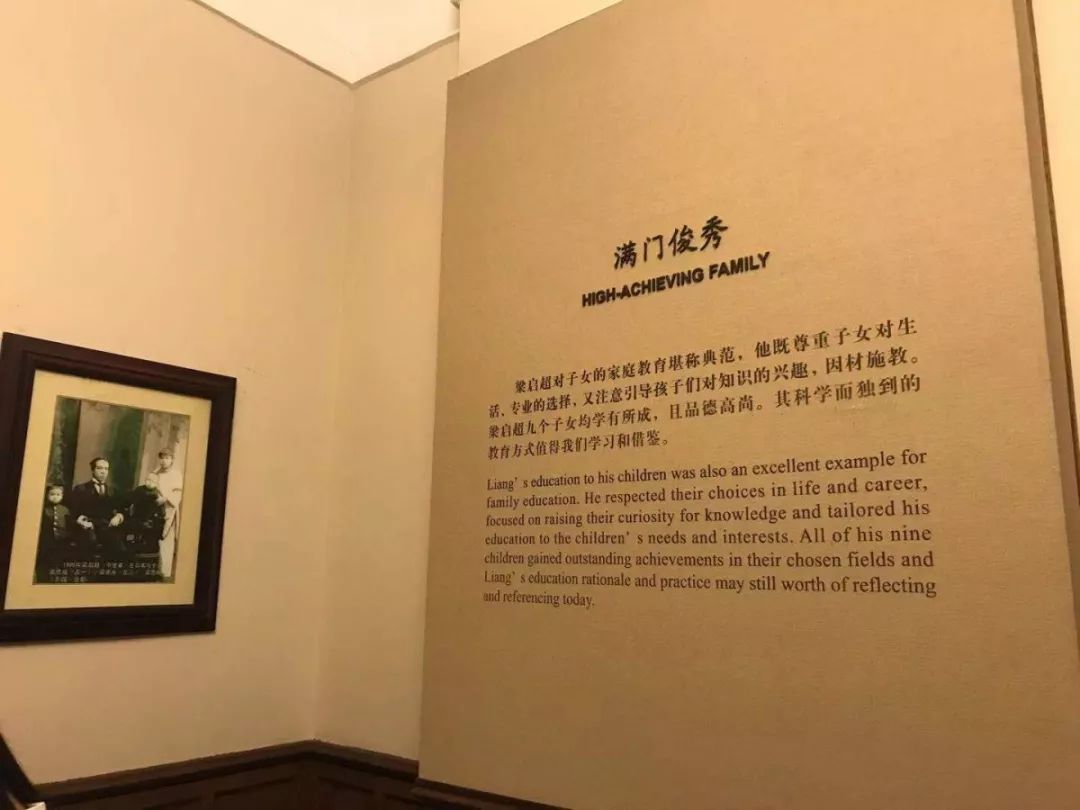 满门俊秀
HIGH-ACHIEVING FAMILY
梁启超对子女的家庭教育堪称典范，他既尊重子女对生
活、专业的选择，又注意引导孩子们对知识的兴趣，因材施教。
梁启超九个子女均学有所成，且品德高尚。其科学而独到的
教育方式值得我们学习和借鉴。
Liang’s education to his children was also an excellent example for
family education. He respected their choices in life and career,
focused on raising their curiosity for knowledge and tailored his
education to the children’s needs and interests. All of his nine
children gained outstanding achievements in their chosen fields and
Liang’s education rationale and practice may still worth of reflecting
and referencing today.